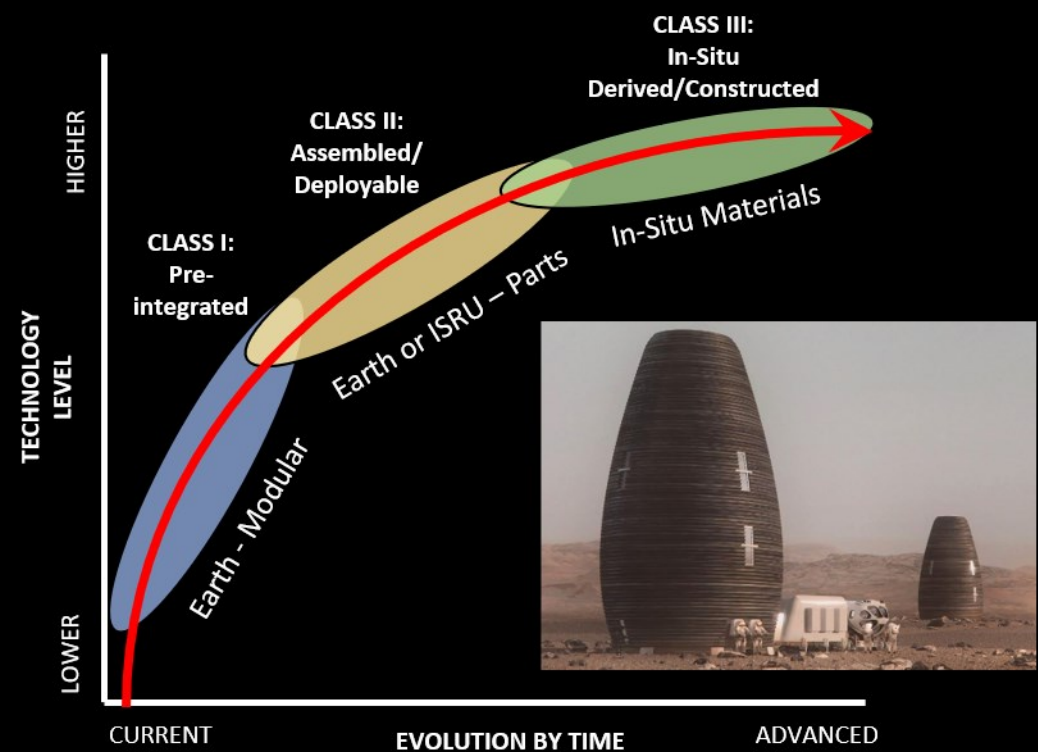 CLASS III:
In-Situ
Derived/Constructed
CLASS II:
Assembled/
Deployable
CLASS I:
Pre-
integrated
In-Situ Materials
Earth or ISRU – Parts
Earth - Modular
HIGHER
TECHNOLOGY
LEVEL
LOWER
CURRENT
EVOLUTION BY TIME
ADVANCED